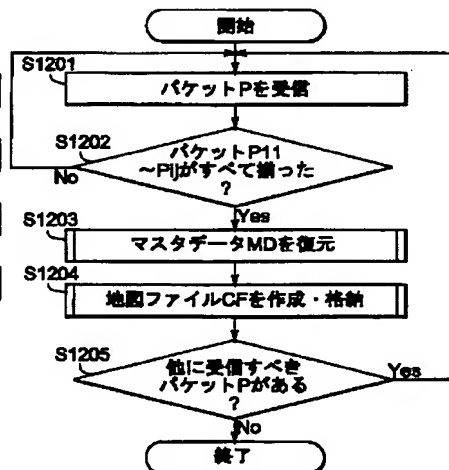 開始
S1201
パケットPを受信
S1202
パケットP11
～Pijがすべて揃った
?
No
Yes
S1203
マスタデータMDを復元
S1204
地図ファイルCFを作成・格納
S1205
他に受信すべき
パケットPがある
?
Yes
No
終了